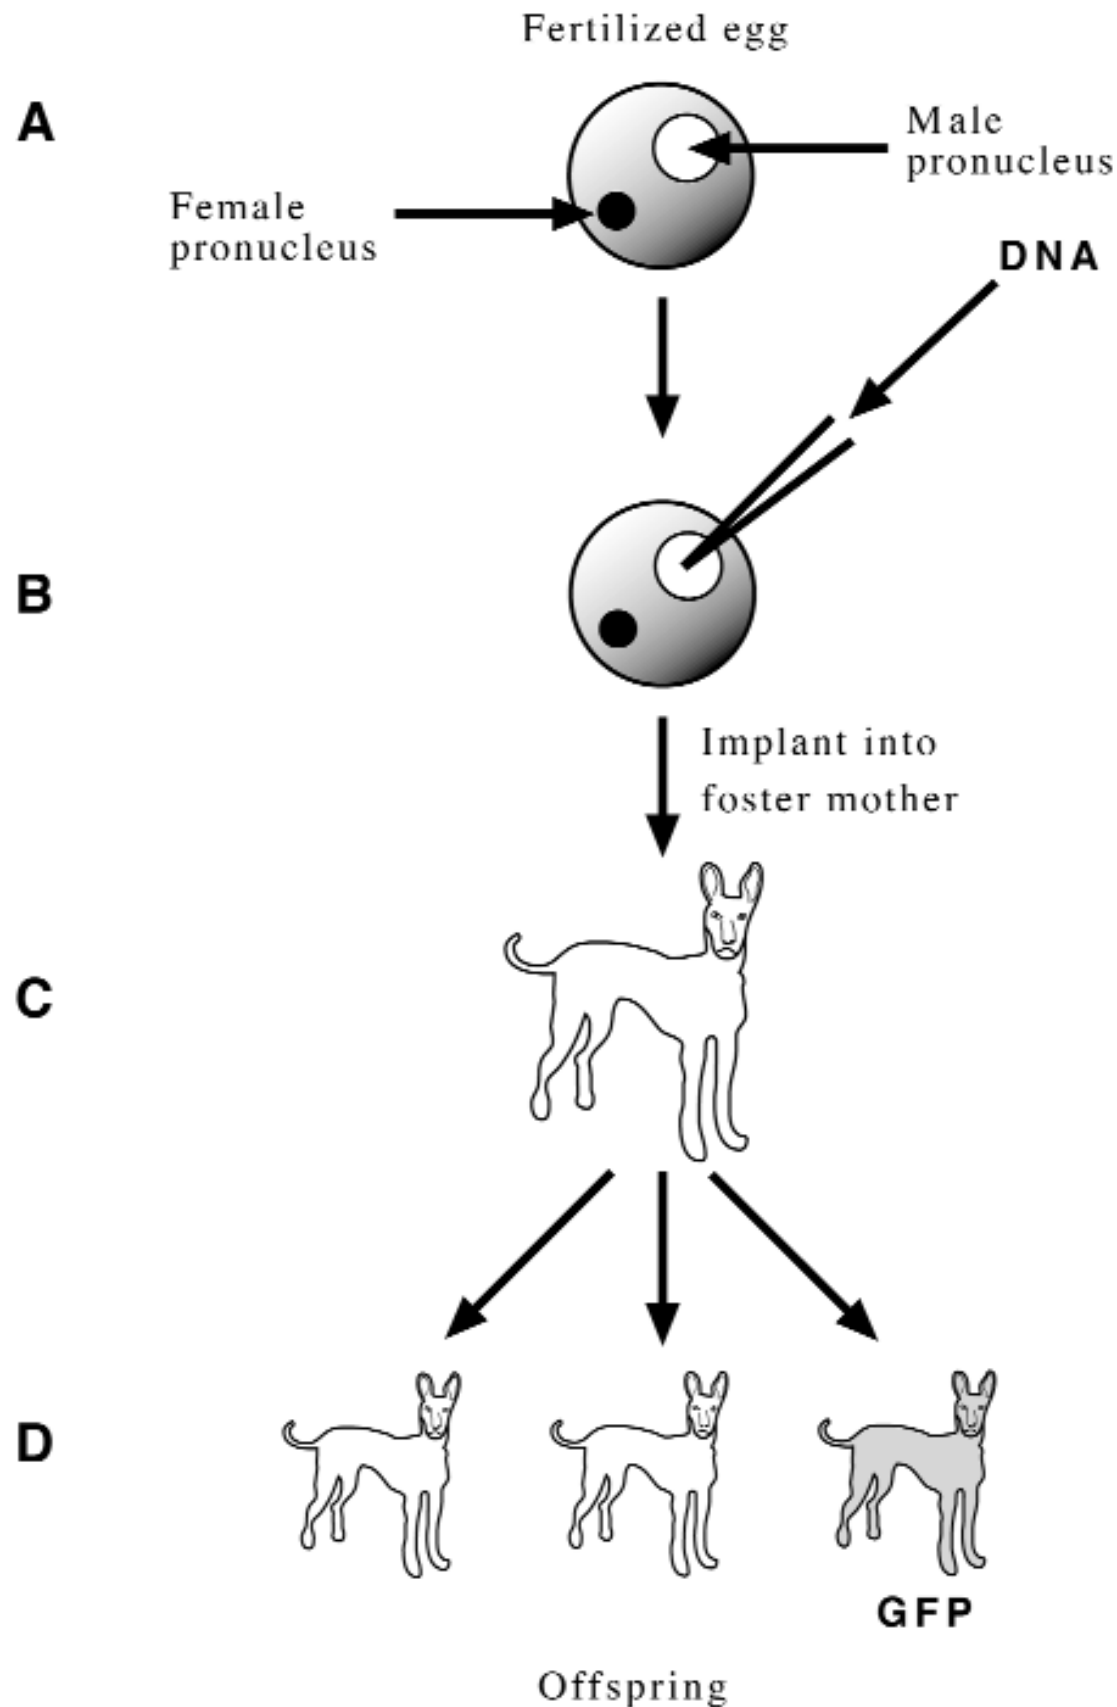 Fertilized egg
A
Male
pronucleus
Female
pronucleus
DNA
B
Implant into
foster mother
C
D
GFP
Offspring